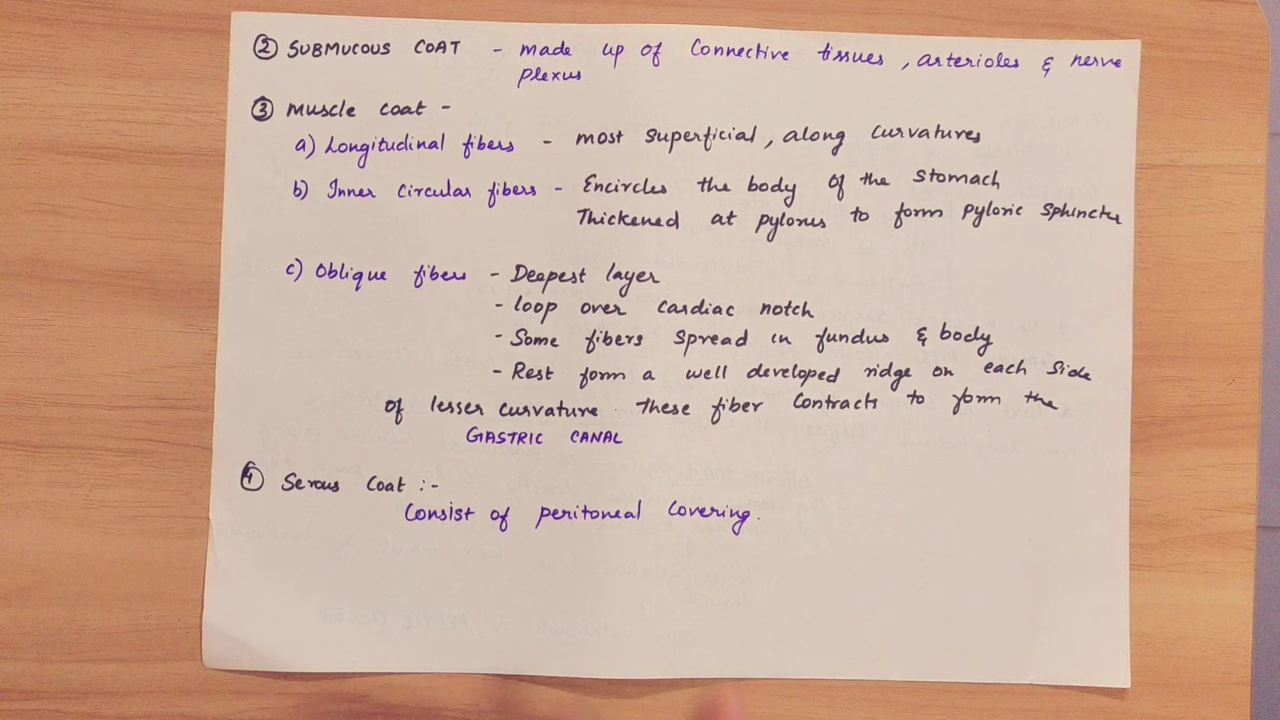 ② SUBMUCOUS COAT - made up of Connective tissues, arterioles & nerve
plexus
③ Muscle coat -
a) Longitudinal fibers - most superficial, along curvatures
b) Inner circular fibers - Encircles the body of the stomach
Thickened at pylorus to form pyloric sphincter
c) Oblique fibers - Deepest layer
- loop over cardiac notch
- Some fibers spread in fundus & body
- Rest form a well developed ridge on each side
of lesser curvature. These fiber contracts to form the
GASTRIC CANAL
④ Serous coat :-
Consist of peritoneal covering.